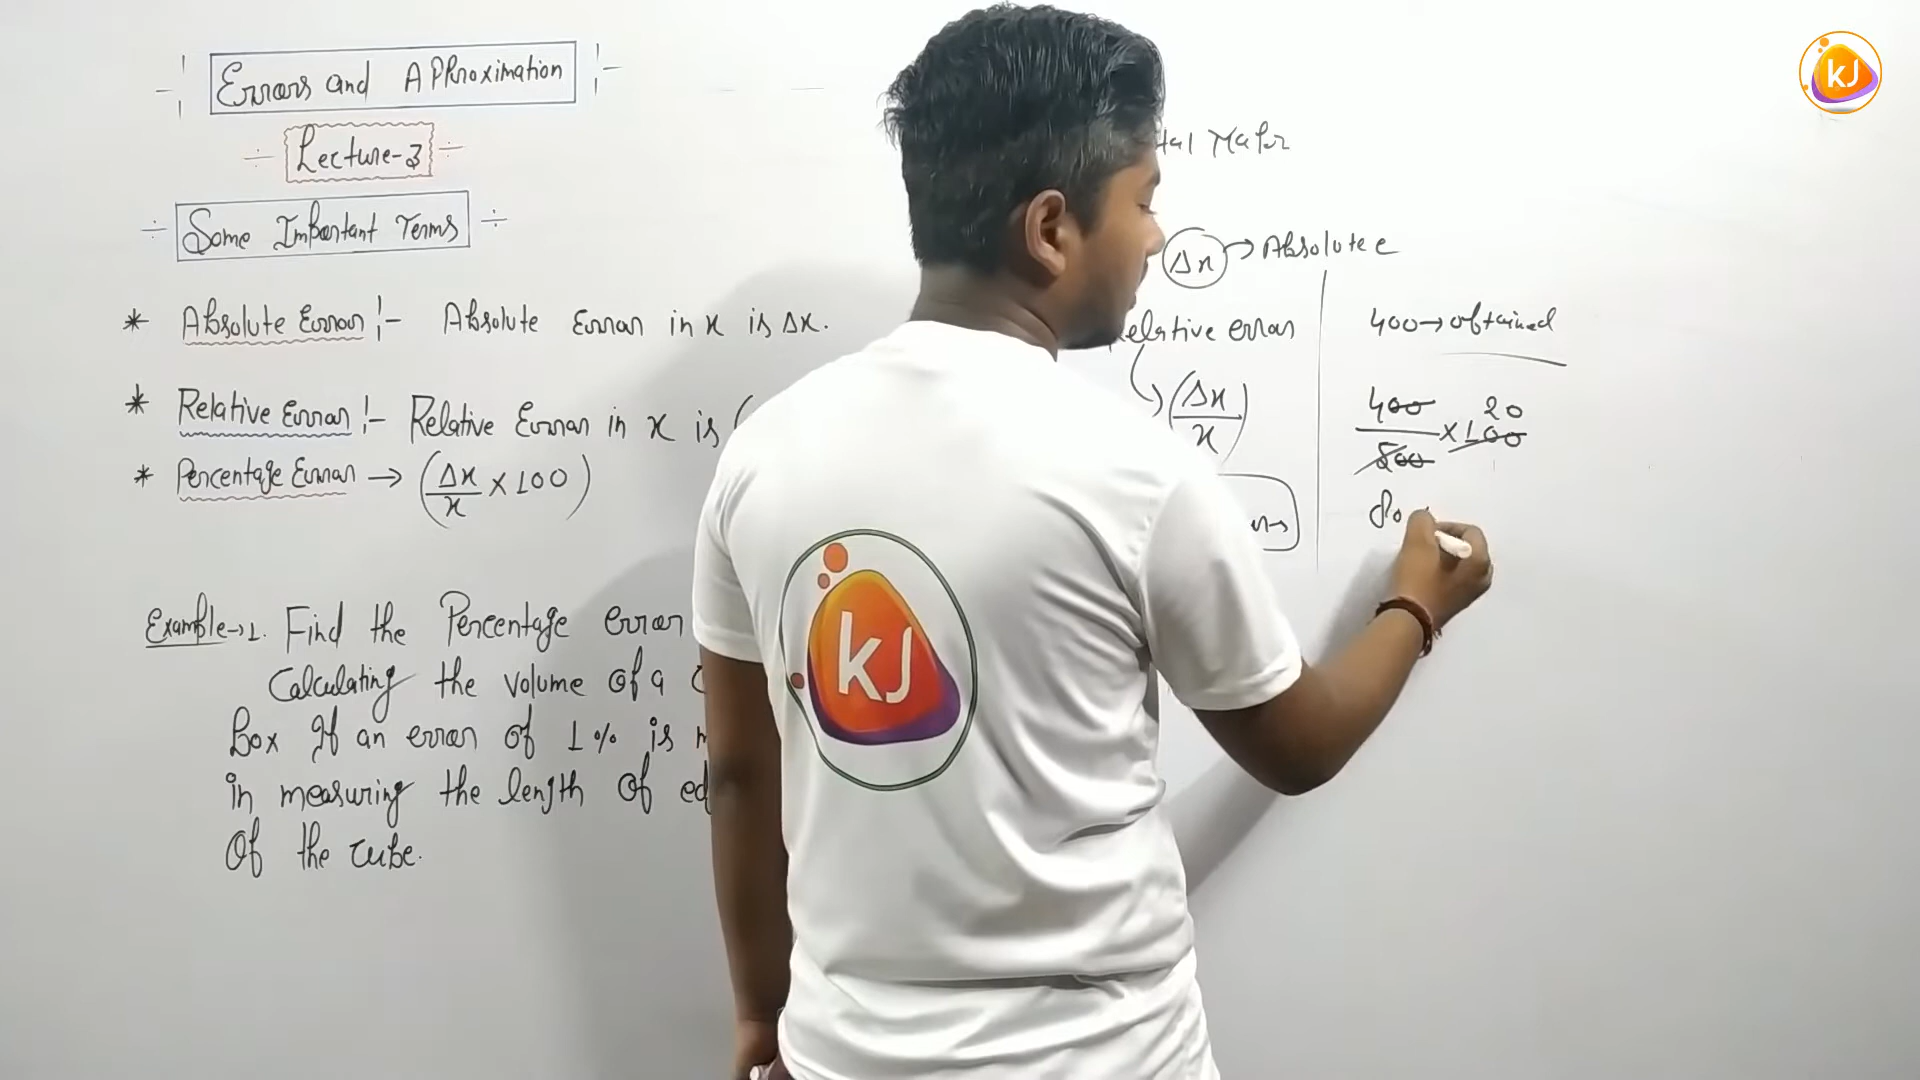 Errors and Approximation
Lecture-3
Some Important Terms
* Absolute Error :- Absolute Error in x is Δx.
* Relative Error :- Relative Error in x is (
* Percentage Error → (Δx/x × 100)
Example→1. Find the Percentage error
Calculating the volume of a
Box If an error of 1% is
in measuring the length of
Of the cube.
Δx → Absolute e
Relative error
(Δx/x)
400→obtained
400/500 × 100
20
80
kJ
kJ